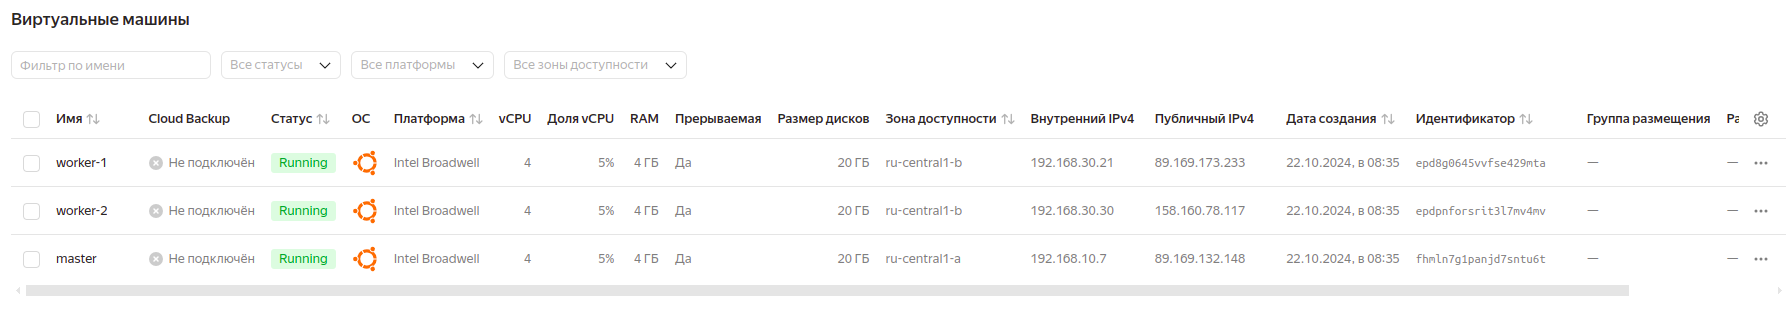 Виртуальные машины
Фильтр по имени Все статусы Все платформы Все зоны доступности
Имя Cloud Backup Статус ОС Платформа vCPU Доля vCPU RAM Прерываемая Размер дисков Зона доступности Внутренний IPv4 Публичный IPv4 Дата создания Идентификатор Группа размещения Ра
worker-1 Не подключён Running Intel Broadwell 4 5% 4 ГБ Да 20 ГБ ru-central1-b 192.168.30.21 89.169.173.233 22.10.2024, в 08:35 epd8g0645vvfse429mta — —
worker-2 Не подключён Running Intel Broadwell 4 5% 4 ГБ Да 20 ГБ ru-central1-b 192.168.30.30 158.160.78.117 22.10.2024, в 08:35 epdpnforsrit3l7mv4mv — —
master Не подключён Running Intel Broadwell 4 5% 4 ГБ Да 20 ГБ ru-central1-a 192.168.10.7 89.169.132.148 22.10.2024, в 08:35 fhmln7g1panjd7sntu6t — —